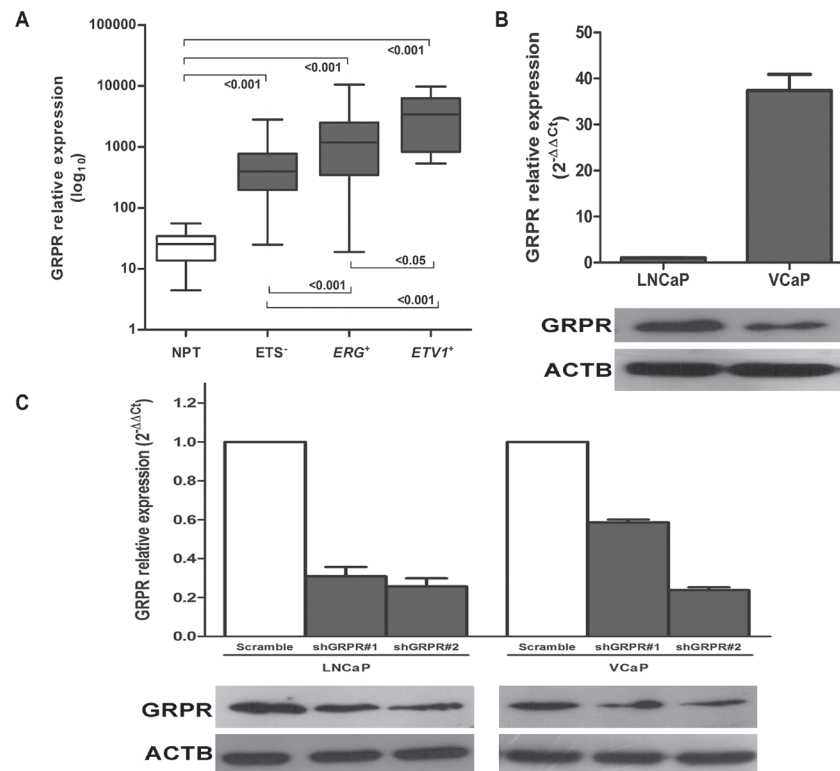 A
GRPR relative expression
(log10)
100000
10000
1000
100
10
1
<0.001
<0.001
<0.001
<0.05
<0.001
<0.001
NPT ETS- ERG+ ETV1+
B
GRPR relative expression
(2-ΔΔCt)
50
40
30
20
10
0
LNCaP VCaP
GRPR
ACTB
C
GRPR relative expression (2-ΔΔCt)
1.2
1.0
0.8
0.6
0.4
0.2
0.0
Scramble shGRPR#1 shGRPR#2 Scramble shGRPR#1 shGRPR#2
LNCaP VCaP
GRPR
ACTB